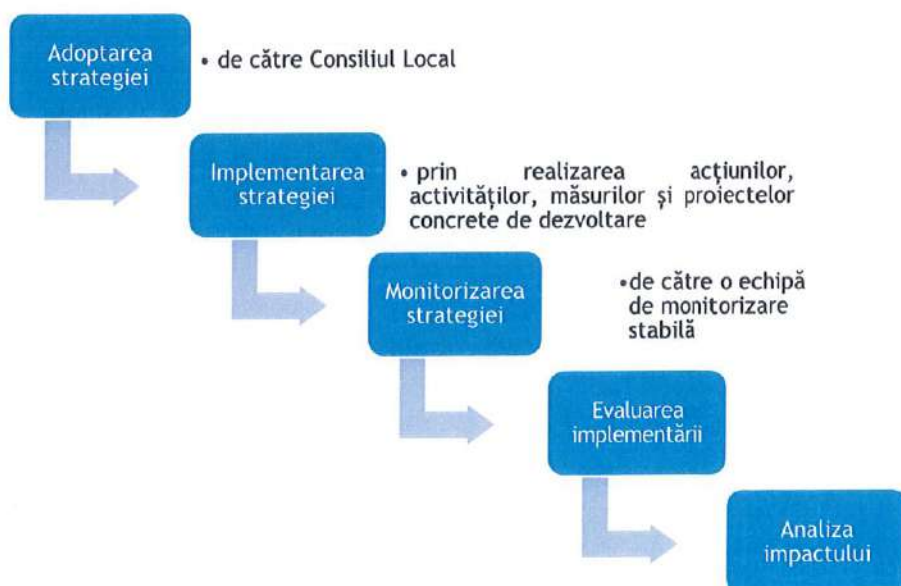 Adoptarea
strategiei
• de către Consiliul Local
Implementarea
strategiei
• prin realizarea acțiunilor,
activităților, măsurilor și proiectelor
concrete de dezvoltare
Monitorizarea
strategiei
•de către o echipă
de monitorizare
stabilă
Evaluarea
implementării
Analiza
impactului